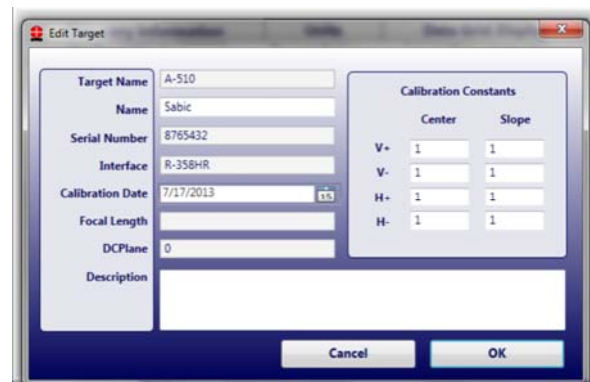 Edit Target
Target Name A-510
Name Sabic
Serial Number 8765432
Interface R-358HR
Calibration Date 7/17/2013 15
Focal Length
DCPlane 0
Description
Calibration Constants
Center Slope
V+ 1 1
V- 1 1
H+ 1 1
H- 1 1
Cancel OK